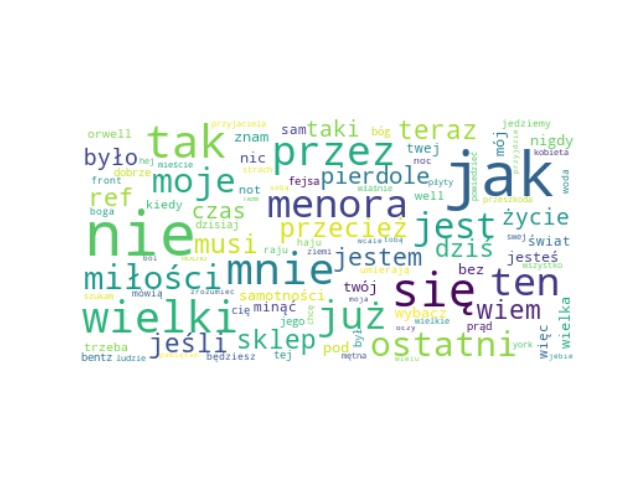 orwell
tak
przyjaciela
sam
taki
bóg
teraz
jedziemy
było
hej
mieście
znam
nic
przez
twej
noc
mój
nigdy
kobieta
dobrze
strach
jak
front
moje
fejsa
pierdole
powiedzieć
ref
not
menora
właśnie
płyty
well
przeszkoda
woda
boga
kiedy
czas
nie
dzisiaj
musi
przecież
jest
życie
swoj
świat
raju
haju
wcale
tobą
dziś
ziemi
jestem
jesteś
wszystko
miłości
mnie
umierają
bez
się
ten
szukam
mówią
zrozumieć
samotności
twój
moja
wielki
cię
minąć
chcę
już
wybacz
wielkie
wiem
wielka
jego
oczy
prąd
więc
trzeba
jeśli
sklep
pod
był
ostatni
york
bentz
ludzie
będziesz
tej
mętna
wielu
jebie